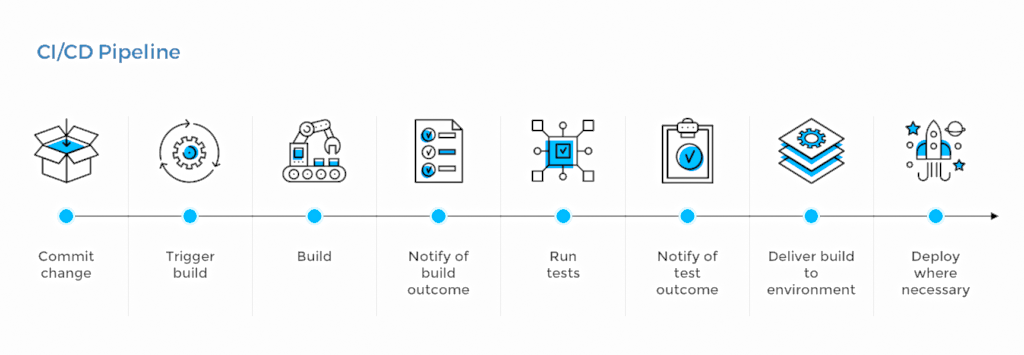 CI/CD Pipeline
Commit
change
Trigger
build
Build
Notify of
build
outcome
Run
tests
Notify of
test
outcome
Deliver build
to
environment
Deploy
where
necessary